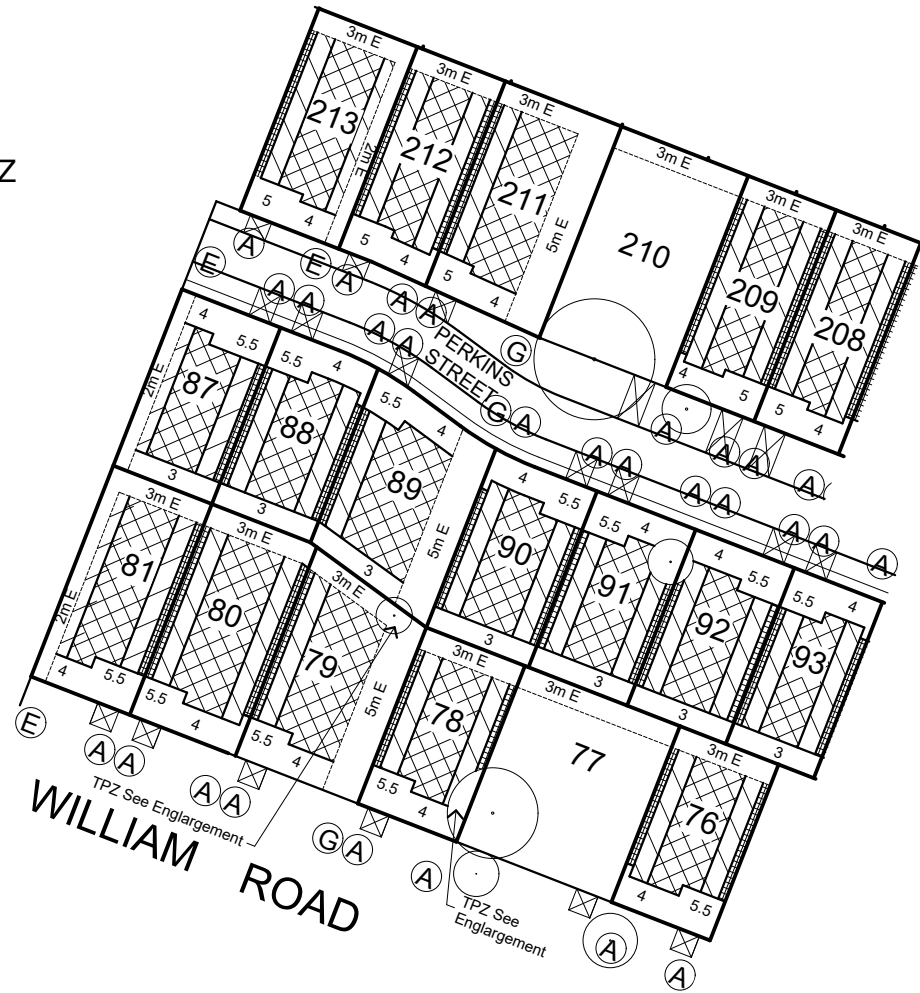 Z
3m E
213
2m E
5
4
3m E
212
5
4
3m E
211
5m E
5
4
3m E
210
3m E
209
4
5
3m E
208
5
4
A
E
E
A
A
A
A
A
A
A
PERKINS
STREET
G
G
A
A
A
A
A
A
A
A
A
A
A
A
4
5.5
2m E
87
3
5.5
4
88
3
5.5
4
89
3
5m E
4
5.5
90
3
5.5
4
91
3
4
5.5
92
3
5.5
4
93
3
3m E
81
2m E
4
5.5
3m E
80
5.5
4
3m E
79
5m E
5.5
4
3m E
78
5.5
4
3m E
77
3m E
76
4
5.5
E
A
A
A
A
G
A
A
A
A
TPZ See Englargement
WILLIAM ROAD
TPZ See
Englargement